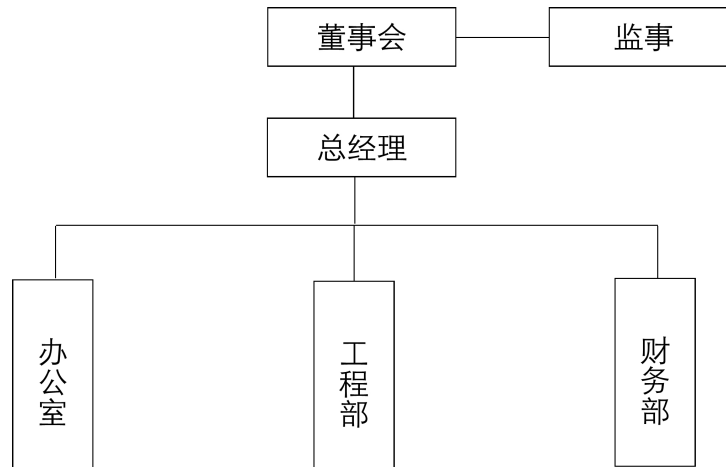 董事会
监事
总经理
办公室
工程部
财务部